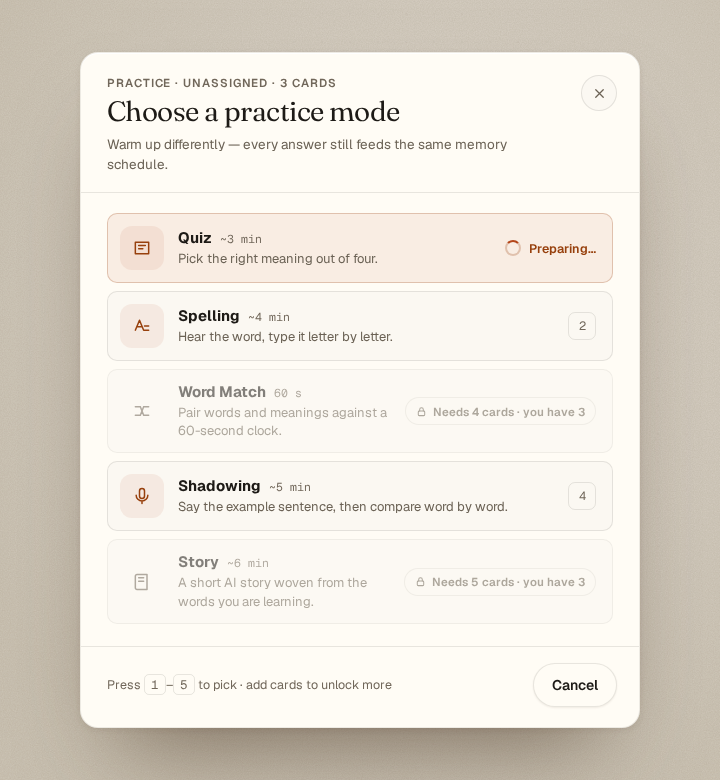 PRACTICE · UNASSIGNED · 3 CARDS
Choose a practice mode
Warm up differently — every answer still feeds the same memory
schedule.
Quiz ~3 min
Pick the right meaning out of four.
Preparing…
Spelling ~4 min
Hear the word, type it letter by letter.
2
Word Match 60 s
Pair words and meanings against a
60-second clock.
Needs 4 cards · you have 3
Shadowing ~5 min
Say the example sentence, then compare word by word.
4
Story ~6 min
A short AI story woven from the
words you are learning.
Needs 5 cards · you have 3
Press 1–5 to pick · add cards to unlock more
Cancel